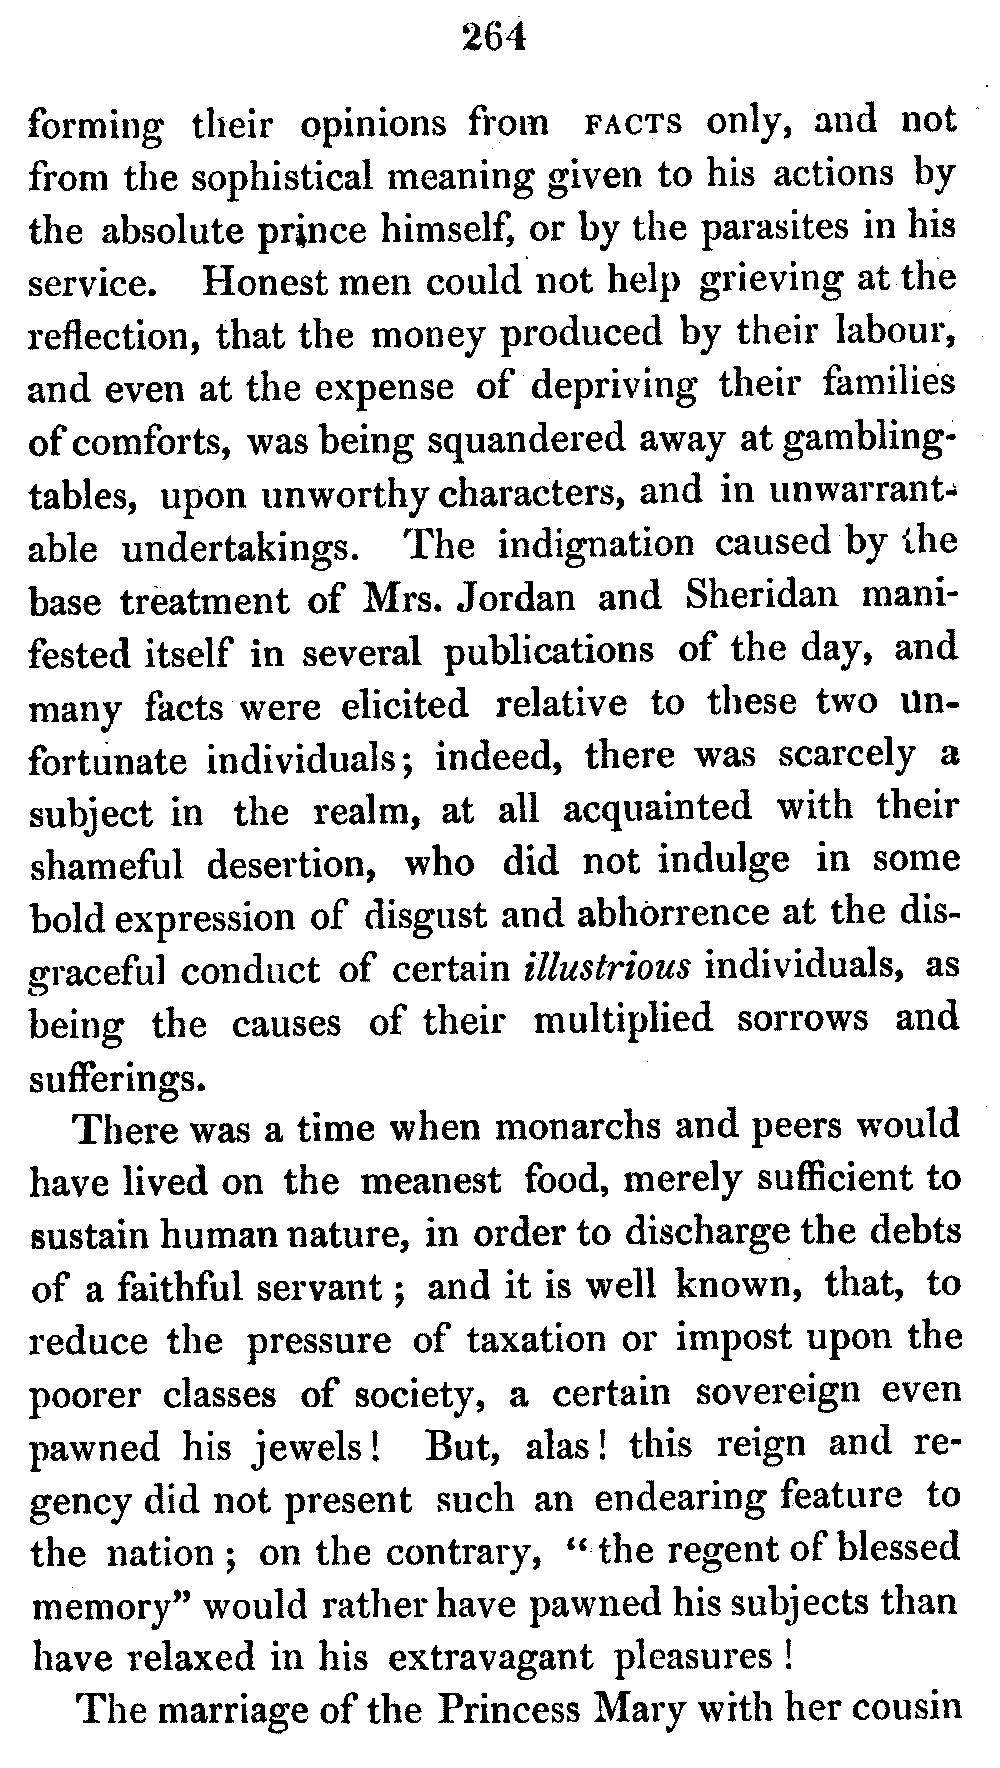 264
forming their opinions from FACTS only, and not
from the sophistical meaning given to his actions by
the absolute prince himself, or by the parasites in his
service. Honest men could not help grieving at the
reflection, that the money produced by their labour,
and even at the expense of depriving their families
of comforts, was being squandered away at gambling-
tables, upon unworthy characters, and in unwarrant-
able undertakings. The indignation caused by the
base treatment of Mrs. Jordan and Sheridan mani-
fested itself in several publications of the day, and
many facts were elicited relative to these two un-
fortunate individuals; indeed, there was scarcely a
subject in the realm, at all acquainted with their
shameful desertion, who did not indulge in some
bold expression of disgust and abhorrence at the dis-
graceful conduct of certain illustrious individuals, as
being the causes of their multiplied sorrows and
sufferings.
There was a time when monarchs and peers would
have lived on the meanest food, merely sufficient to
sustain human nature, in order to discharge the debts
of a faithful servant ; and it is well known, that, to
reduce the pressure of taxation or impost upon the
poorer classes of society, a certain sovereign even
pawned his jewels! But, alas! this reign and re-
gency did not present such an endearing feature to
the nation ; on the contrary, “the regent of blessed
memory” would rather have pawned his subjects than
have relaxed in his extravagant pleasures !
The marriage of the Princess Mary with her cousin